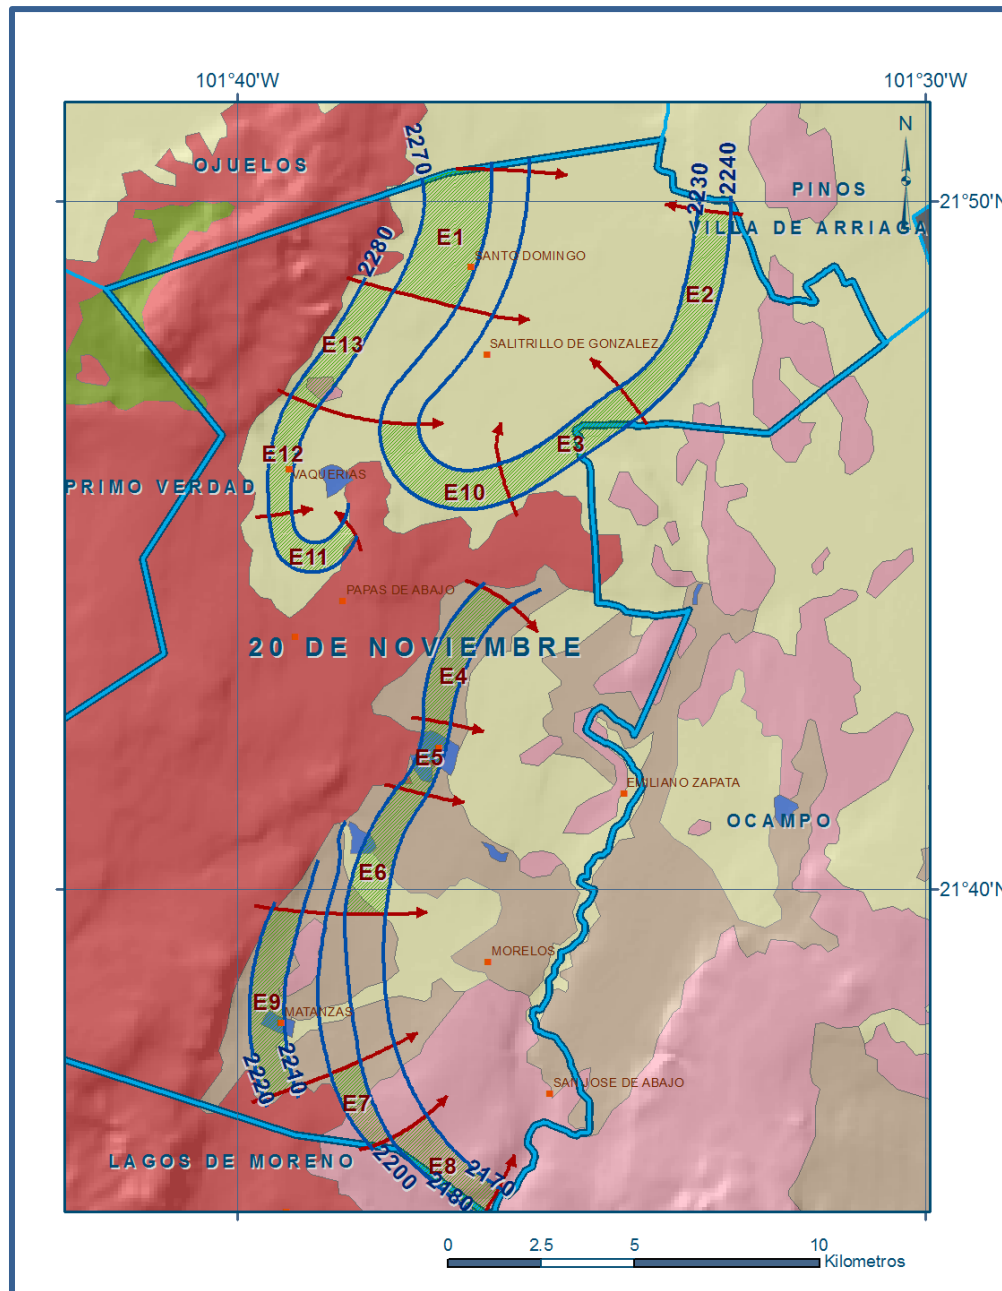 101°40'W
101°30'W
N
OJUELOS
2270
2230
2240
PINOS
21°50'N
VILLA DE ARRIAGA
E1
2280
SANTO DOMINGO
E2
E13
SALITRILLO DE GONZALEZ
E3
E12
VAQUERIAS
PRIMO VERDAD
E10
E11
PAPAS DE ABAJO
20 DE NOVIEMBRE
E4
E5
EMILIANO ZAPATA
OCAMPO
E6
21°40'N
MORELOS
E9
MATANZAS
2220
2240
SAN JOSE DE ABAJO
E7
LAGOS DE MORENO
2200
E8
2180
2170
0
2.5
5
10
Kilometros